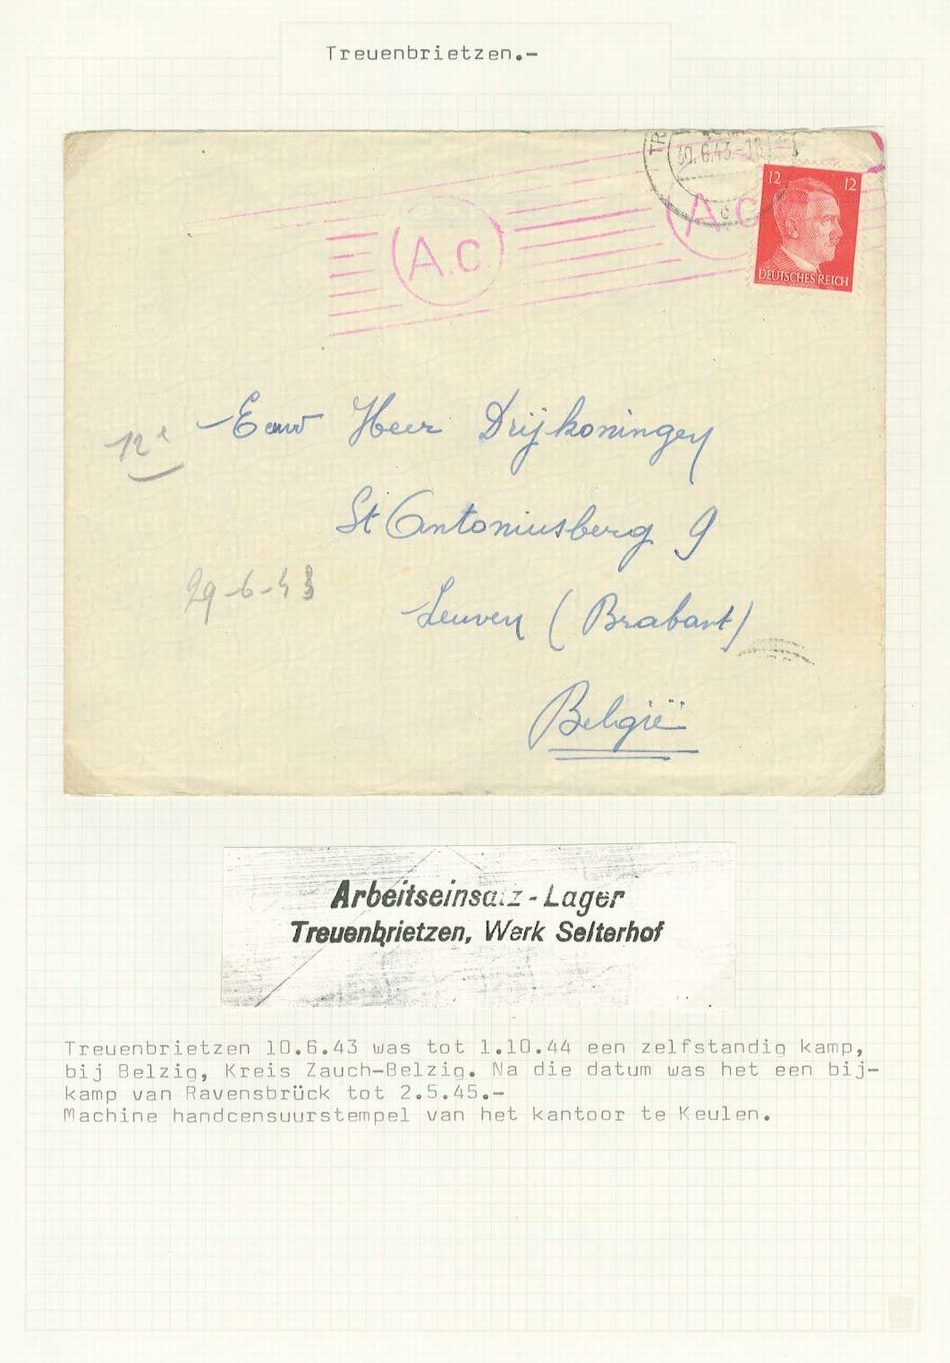 Treuenbrietzen.-
TR
30.6.43.-18
c
A.c
A.c
12 12
DEUTSCHES REICH
12e
Eeuw Heer Drijkoningen
St Antoniusberg 9
29-6-43
Leuven (Brabant)
België
Arbeitseinsatz-Lager
Treuenbrietzen, Werk Selterhof
Treuenbrietzen 10.6.43 was tot 1.10.44 een zelfstandig kamp,
bij Belzig, Kreis Zauch-Belzig. Na die datum was het een bij-
kamp van Ravensbrück tot 2.5.45.-
Machine handcensuurstempel van het kantoor te Keulen.